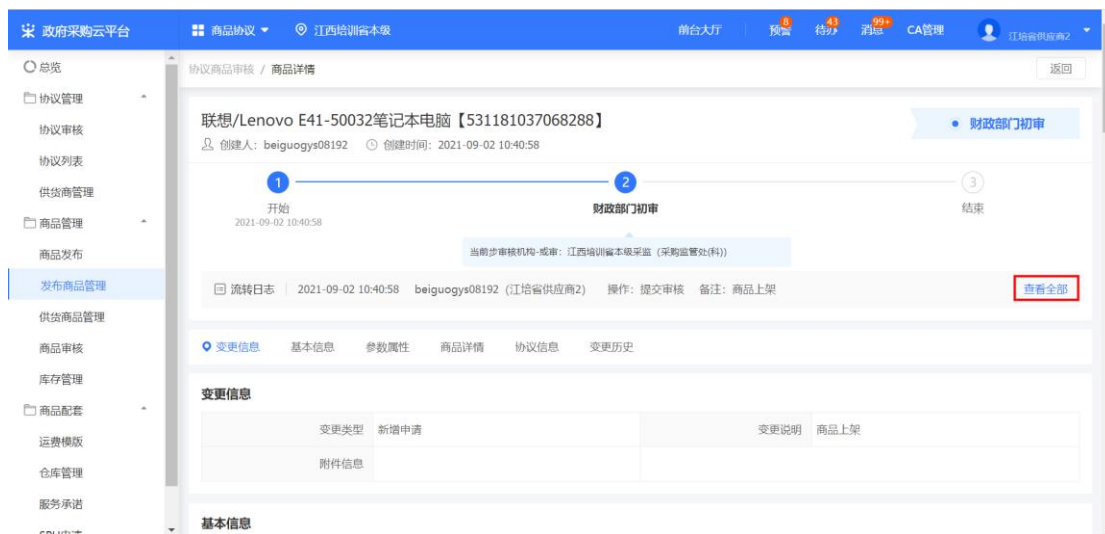 政府采购云平台
商品协议
江西培训省本级
前台大厅
预警
8
待办
43
消息
99+
CA管理
江培省供应商2
总览
协议管理
协议审核
协议列表
供货商管理
商品管理
商品发布
发布商品管理
供货商品管理
商品审核
库存管理
商品配套
运费模版
仓库管理
服务承诺
协议商品审核 / 商品详情
返回
联想/Lenovo E41-50032笔记本电脑【531181037068288】
财政部门初审
创建人: beiguogys08192 创建时间: 2021-09-02 10:40:58
1
2
3
开始
财政部门初审
结束
2021-09-02 10:40:58
当前步审核机构-或审: 江西培训省本级采监 (采购监管处(科))
流转日志 2021-09-02 10:40:58 beiguogys08192 (江培省供应商2) 操作: 提交审核 备注: 商品上架
查看全部
变更信息 基本信息 参数属性 商品详情 协议信息 变更历史
变更信息
变更类型 新增申请 变更说明 商品上架
附件信息
基本信息